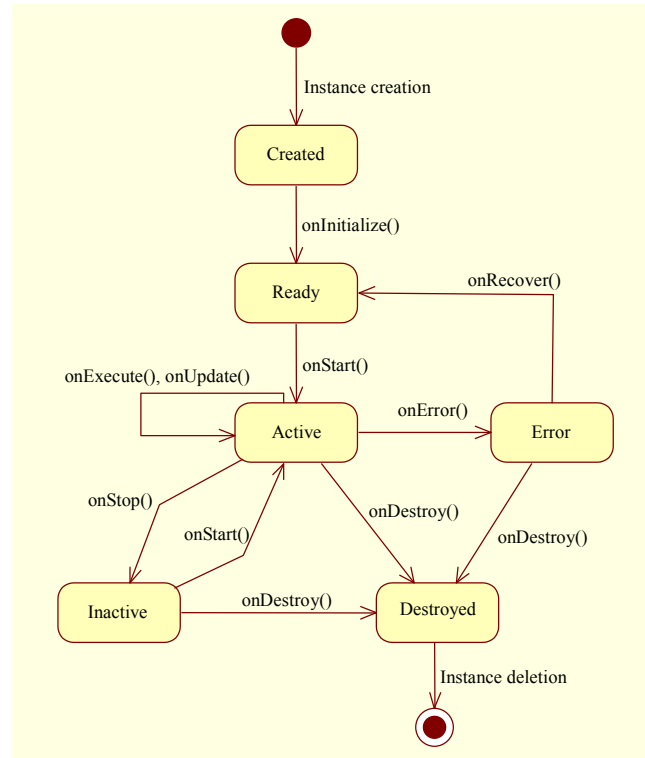 Instance creation
Created
onInitialize()
onRecover()
Ready
onStart()
onExecute(), onUpdate()
onError()
Active
Error
onStop()
onDestroy()
onStart()
onDestroy()
onDestroy()
Inactive
Destroyed
Instance deletion